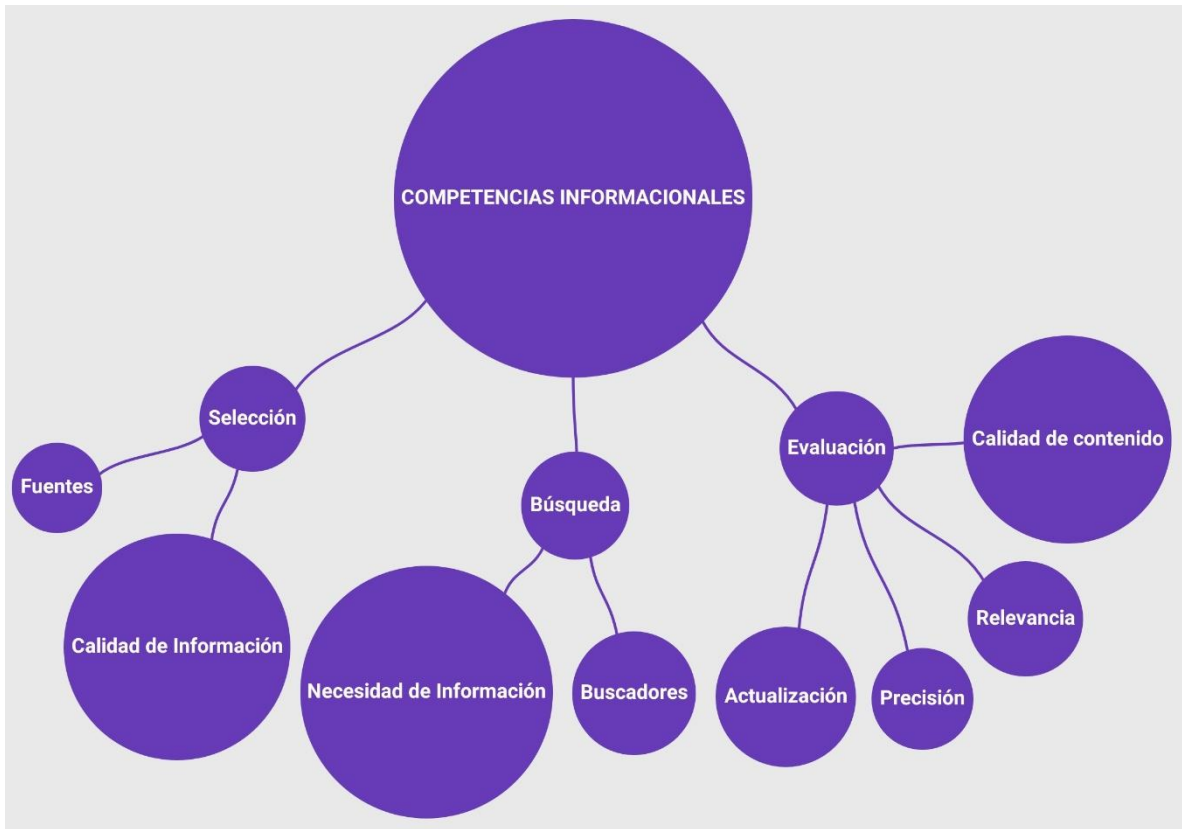 COMPETENCIAS INFORMACIONALES
Selección
Fuentes
Calidad de Información
Búsqueda
Necesidad de Información
Buscadores
Evaluación
Calidad de contenido
Relevancia
Precisión
Actualización